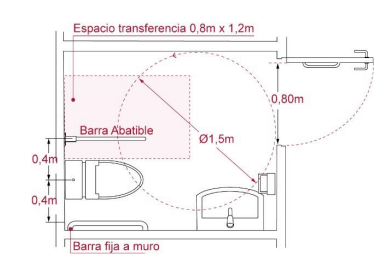 Espacio transferencia 0,8m x 1,2m
0,80m
Barra Abatible
Ø1,5m
0,4m
0,4m
Barra fija a muro